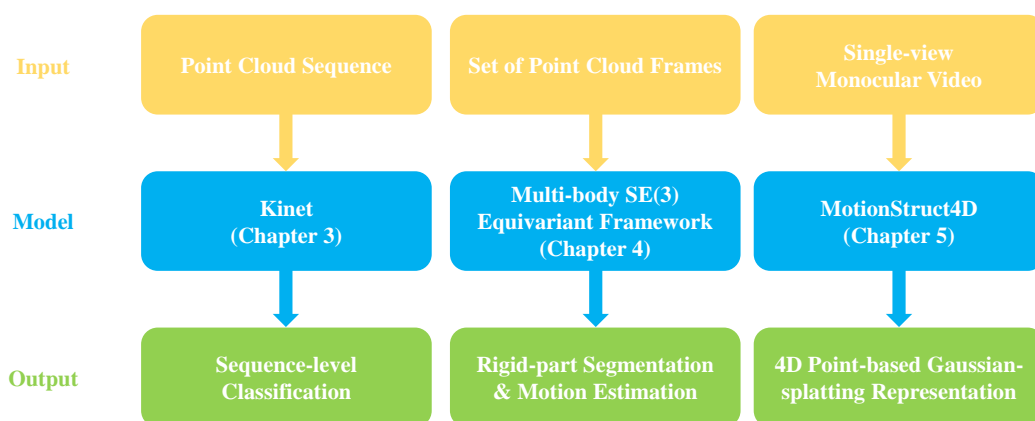 Input
Point Cloud Sequence
Set of Point Cloud Frames
Single-view
Monocular Video
Model
Kinet
(Chapter 3)
Multi-body SE(3)
Equivariant Framework
(Chapter 4)
MotionStruct4D
(Chapter 5)
Output
Sequence-level
Classification
Rigid-part Segmentation
& Motion Estimation
4D Point-based Gaussian-
splatting Representation